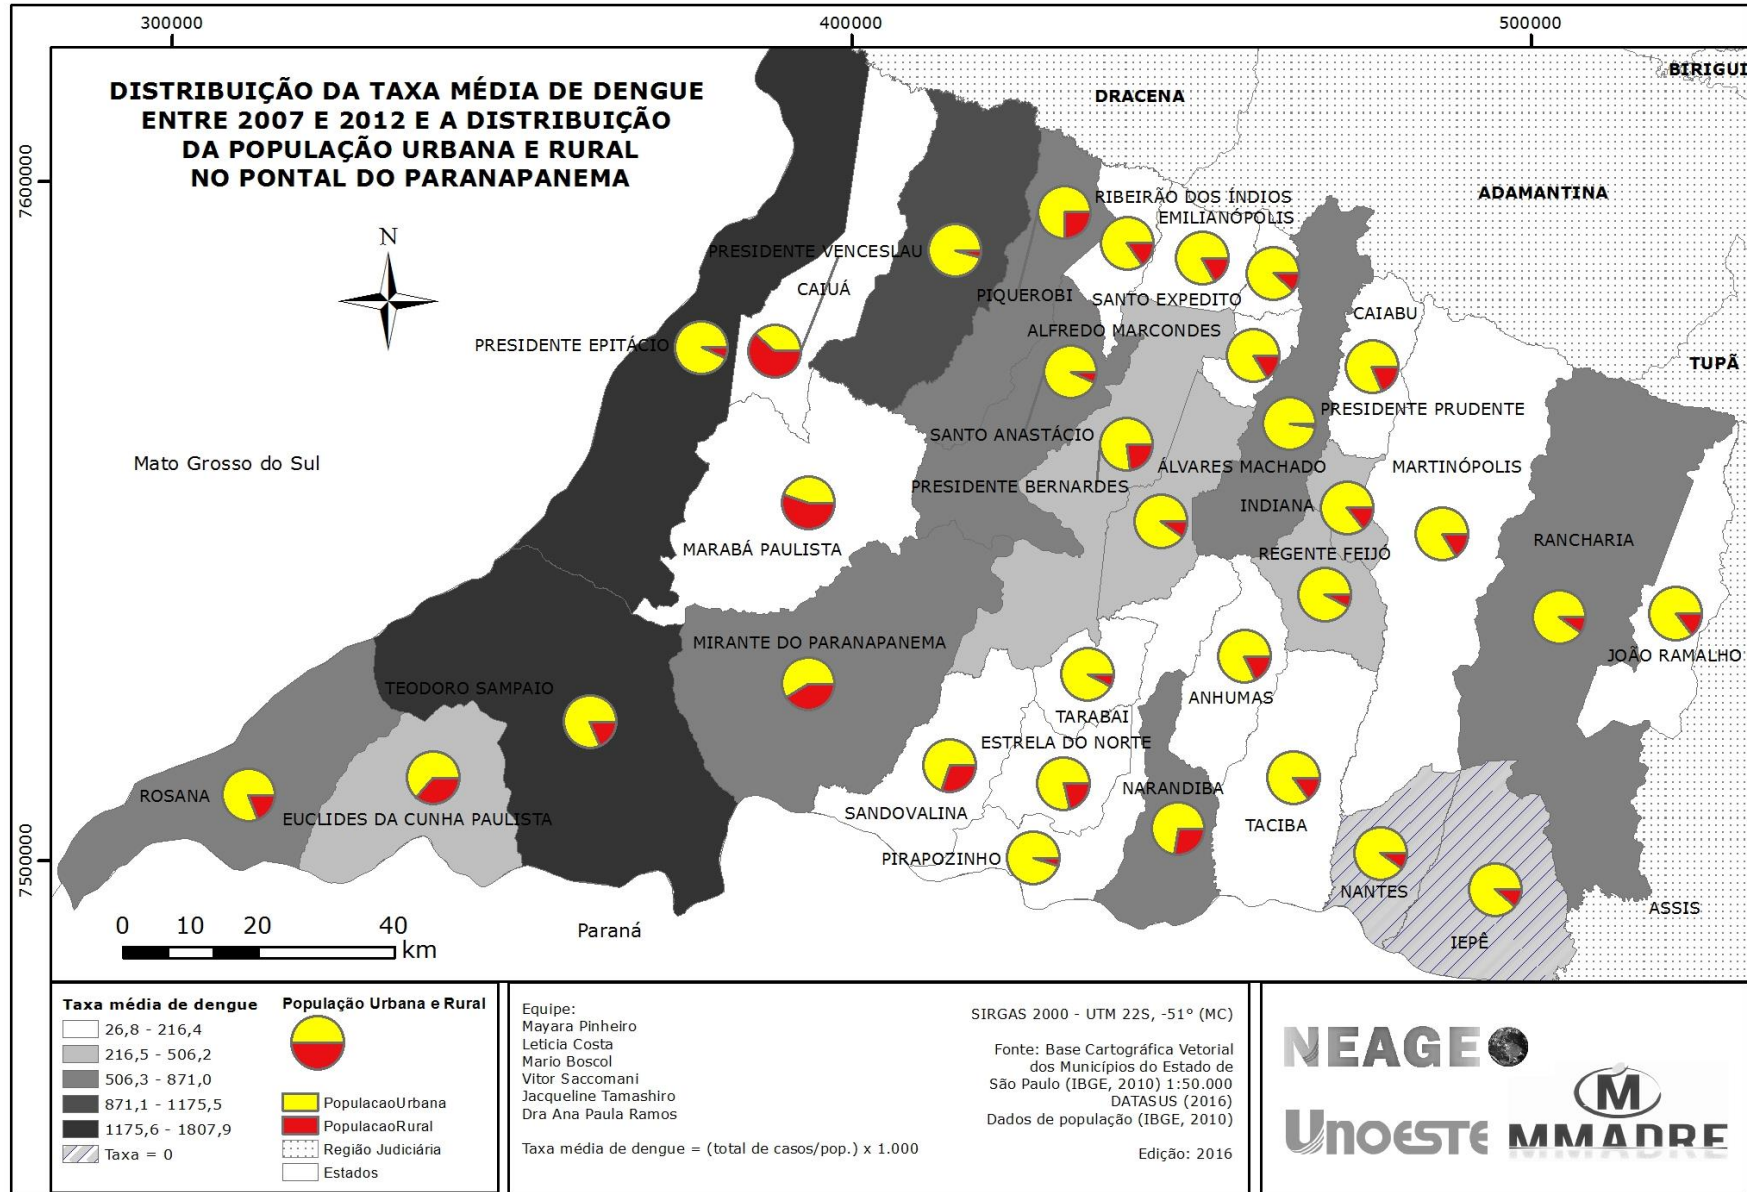 300000
400000
500000
7600000
7500000
DISTRIBUIÇÃO DA TAXA MÉDIA DE DENGUE
ENTRE 2007 E 2012 E A DISTRIBUIÇÃO
DA POPULAÇÃO URBANA E RURAL
NO PONTAL DO PARANAPANEMA
N
BIRIGUI
DRACENA
ADAMANTINA
TUPÃ
ASSIS
RIBEIRÃO DOS ÍNDIOS
EMILIANÓPOLIS
PRESIDENTE VENCESLAU
CAIUÁ
PIQUEROBI
SANTO EXPEDITO
CAIABU
ALFREDO MARCONDES
PRESIDENTE EPITÁCIO
PRESIDENTE PRUDENTE
SANTO ANASTÁCIO
Mato Grosso do Sul
ÁLVARES MACHADO
MARTINÓPOLIS
PRESIDENTE BERNARDES
INDIANA
RANCHARIA
MARABÁ PAULISTA
REGENTE FEIJÓ
MIRANTE DO PARANAPANEMA
JOÃO RAMALHO
TEODORO SAMPAIO
ANHUMAS
TARABAI
ESTRELA DO NORTE
ROSANA
NARANDIBA
EUCLIDES DA CUNHA PAULISTA
SANDOVALINA
TACIBA
PIRAPOZINHO
NANTES
IEPÊ
Paraná
0 10 20 40
km
Taxa média de dengue
26,8 - 216,4
216,5 - 506,2
506,3 - 871,0
871,1 - 1175,5
1175,6 - 1807,9
Taxa = 0
População Urbana e Rural
PopulacaoUrbana
PopulacaoRural
Região Judiciária
Estados
Equipe:
Mayara Pinheiro
Letícia Costa
Mario Boscol
Vitor Saccomani
Jacqueline Tamashiro
Dra Ana Paula Ramos
Taxa média de dengue = (total de casos/pop.) x 1.000
SIRGAS 2000 - UTM 22S, -51° (MC)
Fonte: Base Cartográfica Vetorial
dos Municípios do Estado de
São Paulo (IBGE, 2010) 1:50.000
DATASUS (2016)
Dados de população (IBGE, 2010)
Edição: 2016
NEAGEO
UNOESTE
M
MMADRE